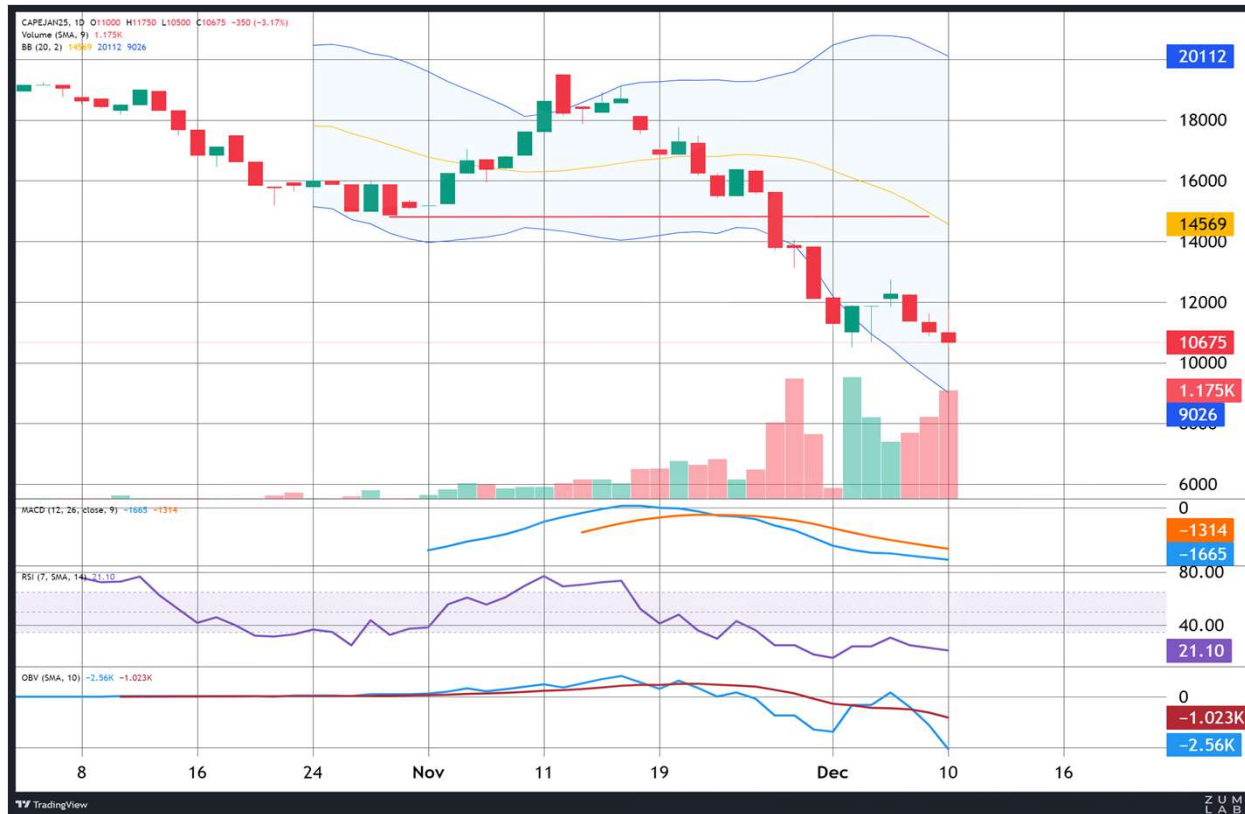 CAPEJAN25, 1D O11000 H11750 L10500 C10675 −350 (−3.17%)
Volume (SMA, 9) 1.175K
BB (20, 2) 14569 20112 9026
20112
18000
16000
14569
14000
12000
10675
10000
1.175K
9026
6000
MACD (12, 26, close, 9) −1665 −1314
0
−1314
−1665
RSI (7, SMA, 14) 21.10
80.00
40.00
21.10
OBV (SMA, 10) −2.56K −1.023K
0
−1.023K
−2.56K
8 16 24 Nov 11 19 Dec 10 16
TradingView
ZUM
LAB